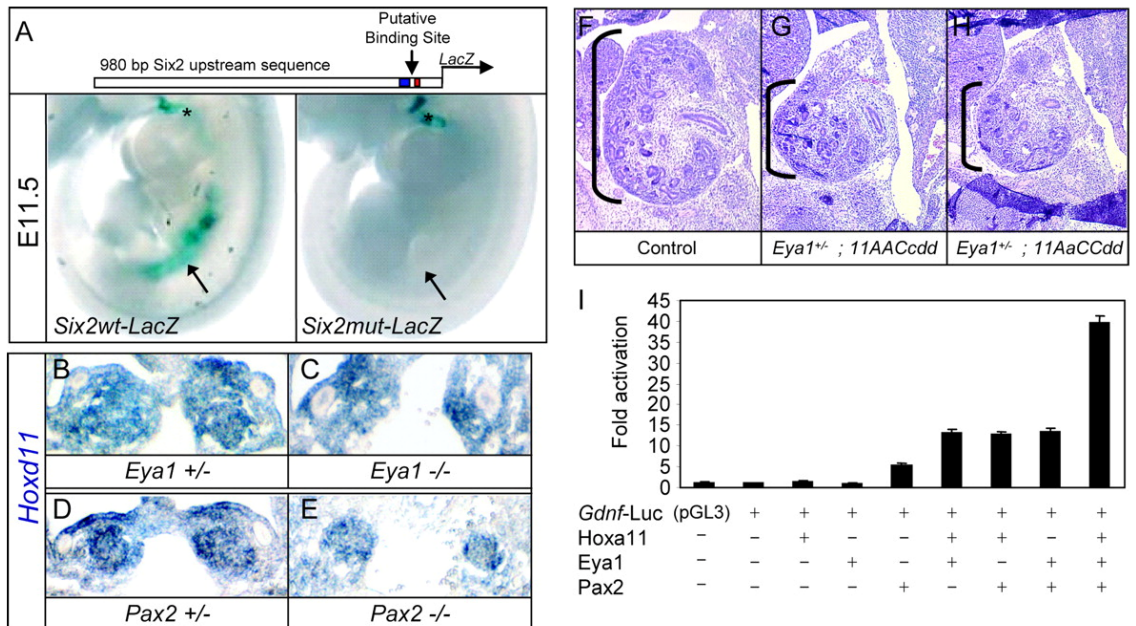 A
Putative
Binding Site
980 bp Six2 upstream sequence
LacZ
E11.5
*
*
Six2wt-LacZ
Six2mut-LacZ
Hoxd11
B
C
Eya1 +/-
Eya1 -/-
D
E
Pax2 +/-
Pax2 -/-
F
G
H
Control
Eya1+/- ; 11AACcdd
Eya1+/- ; 11AaCCdd
I
Fold activation
45
40
35
30
25
20
15
10
5
0
Gdnf-Luc (pGL3) + + + + + + + +
Hoxa11 − − + − − + + − +
Eya1 − − − + − + − + +
Pax2 − − − − + − + + +